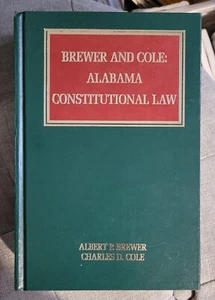 BREWER AND COLE:
ALABAMA
CONSTITUTIONAL LAW
ALBERT P. BREWER
CHARLES D. COLE